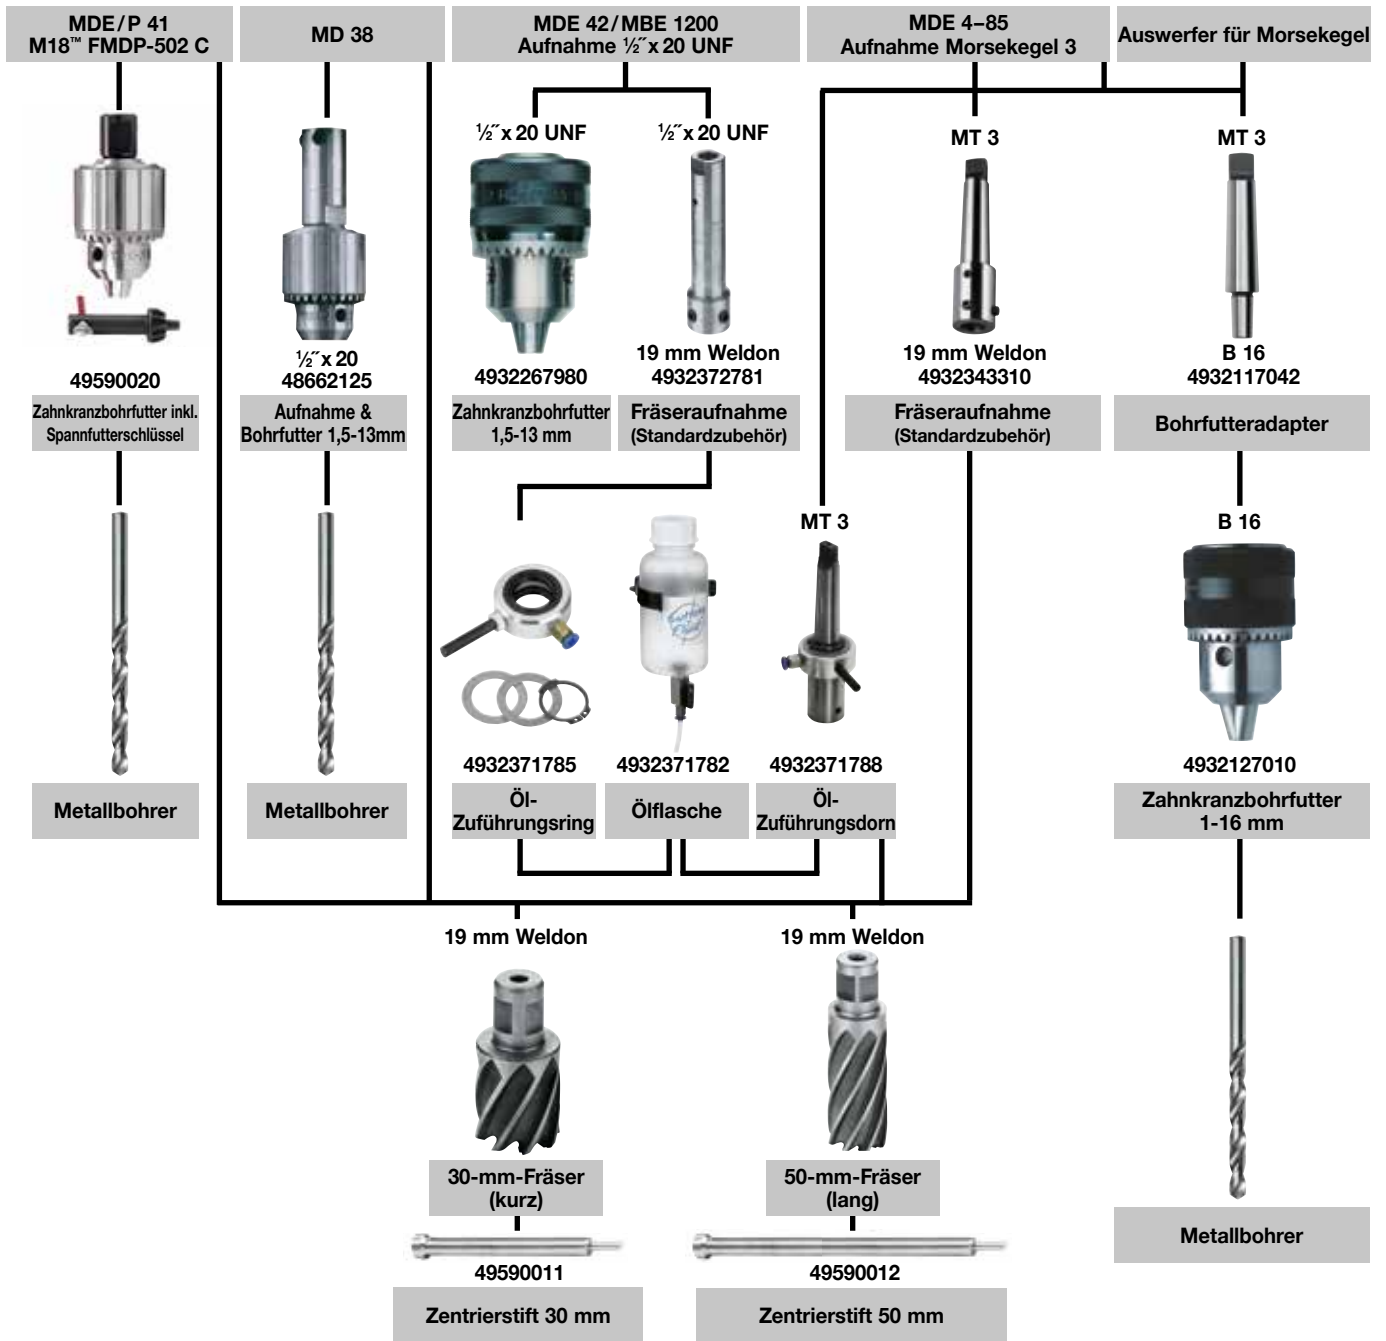 MDE/P 41
M18™ FMDP-502 C
MD 38
MDE 42/MBE 1200
Aufnahme ½˝x 20 UNF
MDE 4–85
Aufnahme Morsekegel 3
Auswerfer für Morsekegel
½˝x 20 UNF
½˝x 20 UNF
MT 3
MT 3
½˝x 20
19 mm Weldon
19 mm Weldon
B 16
49590020
48662125
4932267980
4932372781
4932343310
4932117042
Zahnkranzbohrfutter inkl.
Spannfutterschlüssel
Aufnahme &
Bohrfutter 1,5-13mm
Zahnkranzbohrfutter
1,5-13 mm
Fräseraufnahme
(Standardzubehör)
Fräseraufnahme
(Standardzubehör)
Bohrfutteradapter
MT 3
B 16
4932371785
4932371782
4932371788
4932127010
Metallbohrer
Metallbohrer
Öl-
Zuführungsring
Ölflasche
Öl-
Zuführungsdorn
Zahnkranzbohrfutter
1-16 mm
19 mm Weldon
19 mm Weldon
30-mm-Fräser
(kurz)
50-mm-Fräser
(lang)
Metallbohrer
49590011
49590012
Zentrierstift 30 mm
Zentrierstift 50 mm